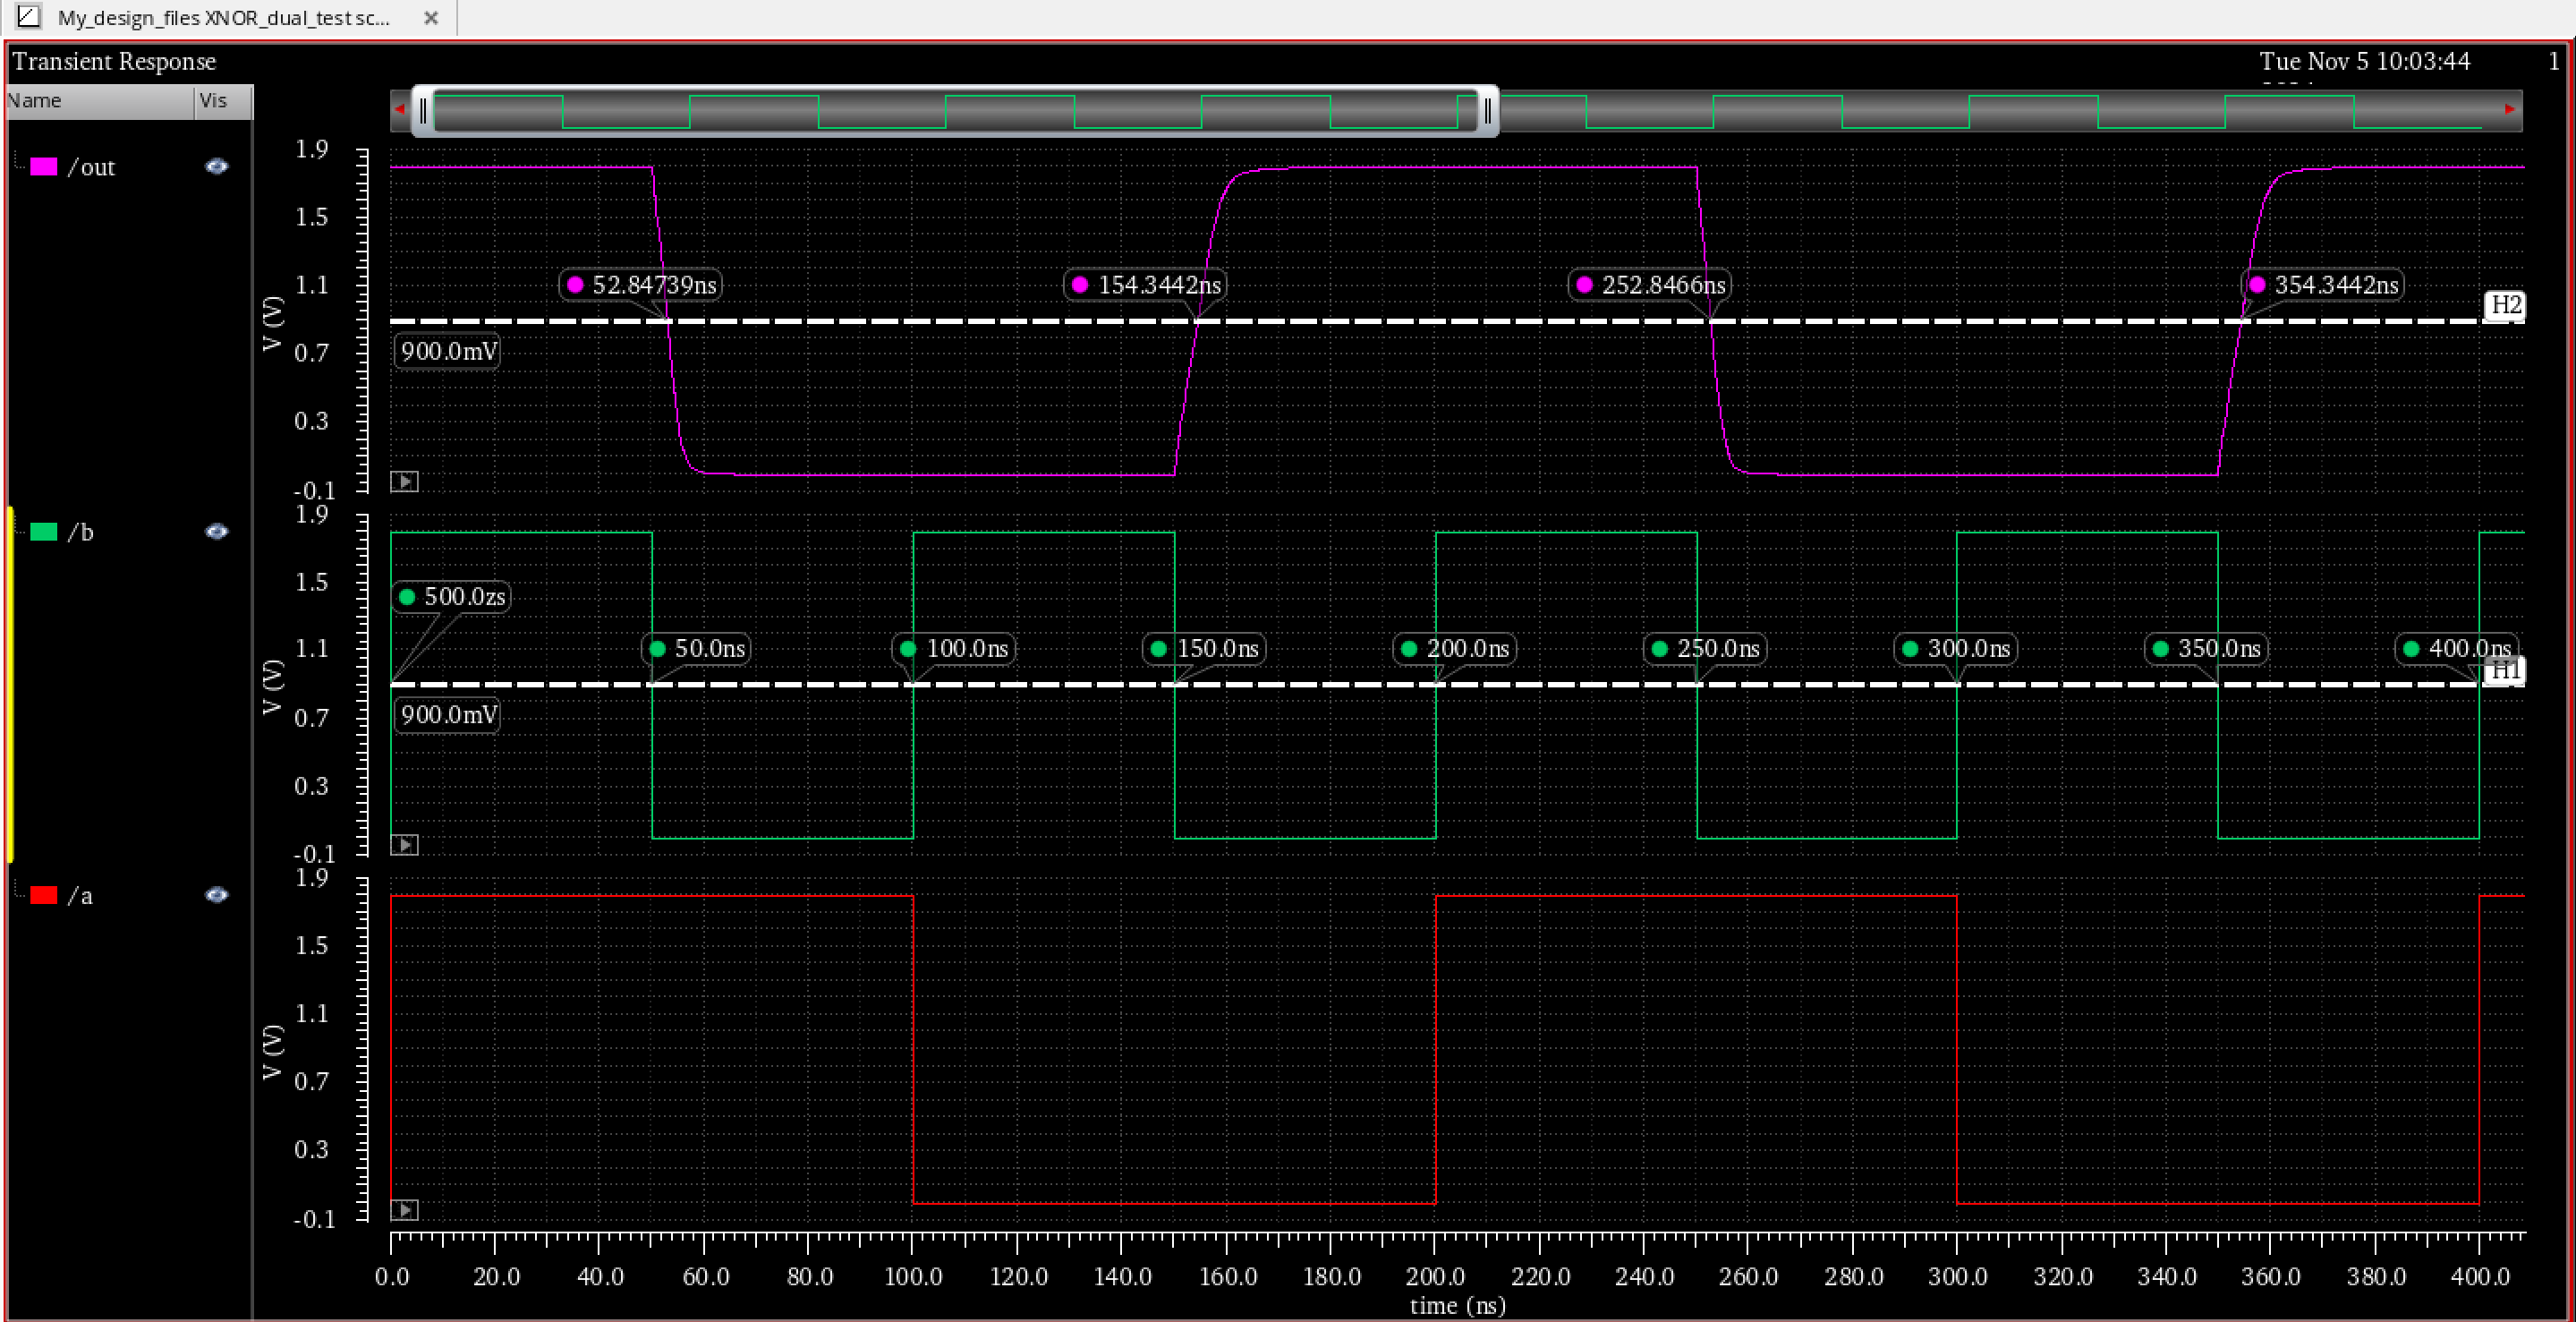 My_design_files XNOR_dual_test sc...
Transient Response
Tue Nov 5 10:03:44
1
Name Vis
/out
1.9
1.5
1.1
0.7
0.3
-0.1
V (V)
52.84739ns 154.3442ns 252.8466ns 354.3442ns
H2
900.0mV
/b
1.9
1.5
1.1
0.7
0.3
-0.1
V (V)
500.0zs
50.0ns 100.0ns 150.0ns 200.0ns 250.0ns 300.0ns 350.0ns 400.0ns
H1
900.0mV
/a
1.9
1.5
1.1
0.7
0.3
-0.1
V (V)
0.0 20.0 40.0 60.0 80.0 100.0 120.0 140.0 160.0 180.0 200.0 220.0 240.0 260.0 280.0 300.0 320.0 340.0 360.0 380.0 400.0
time (ns)